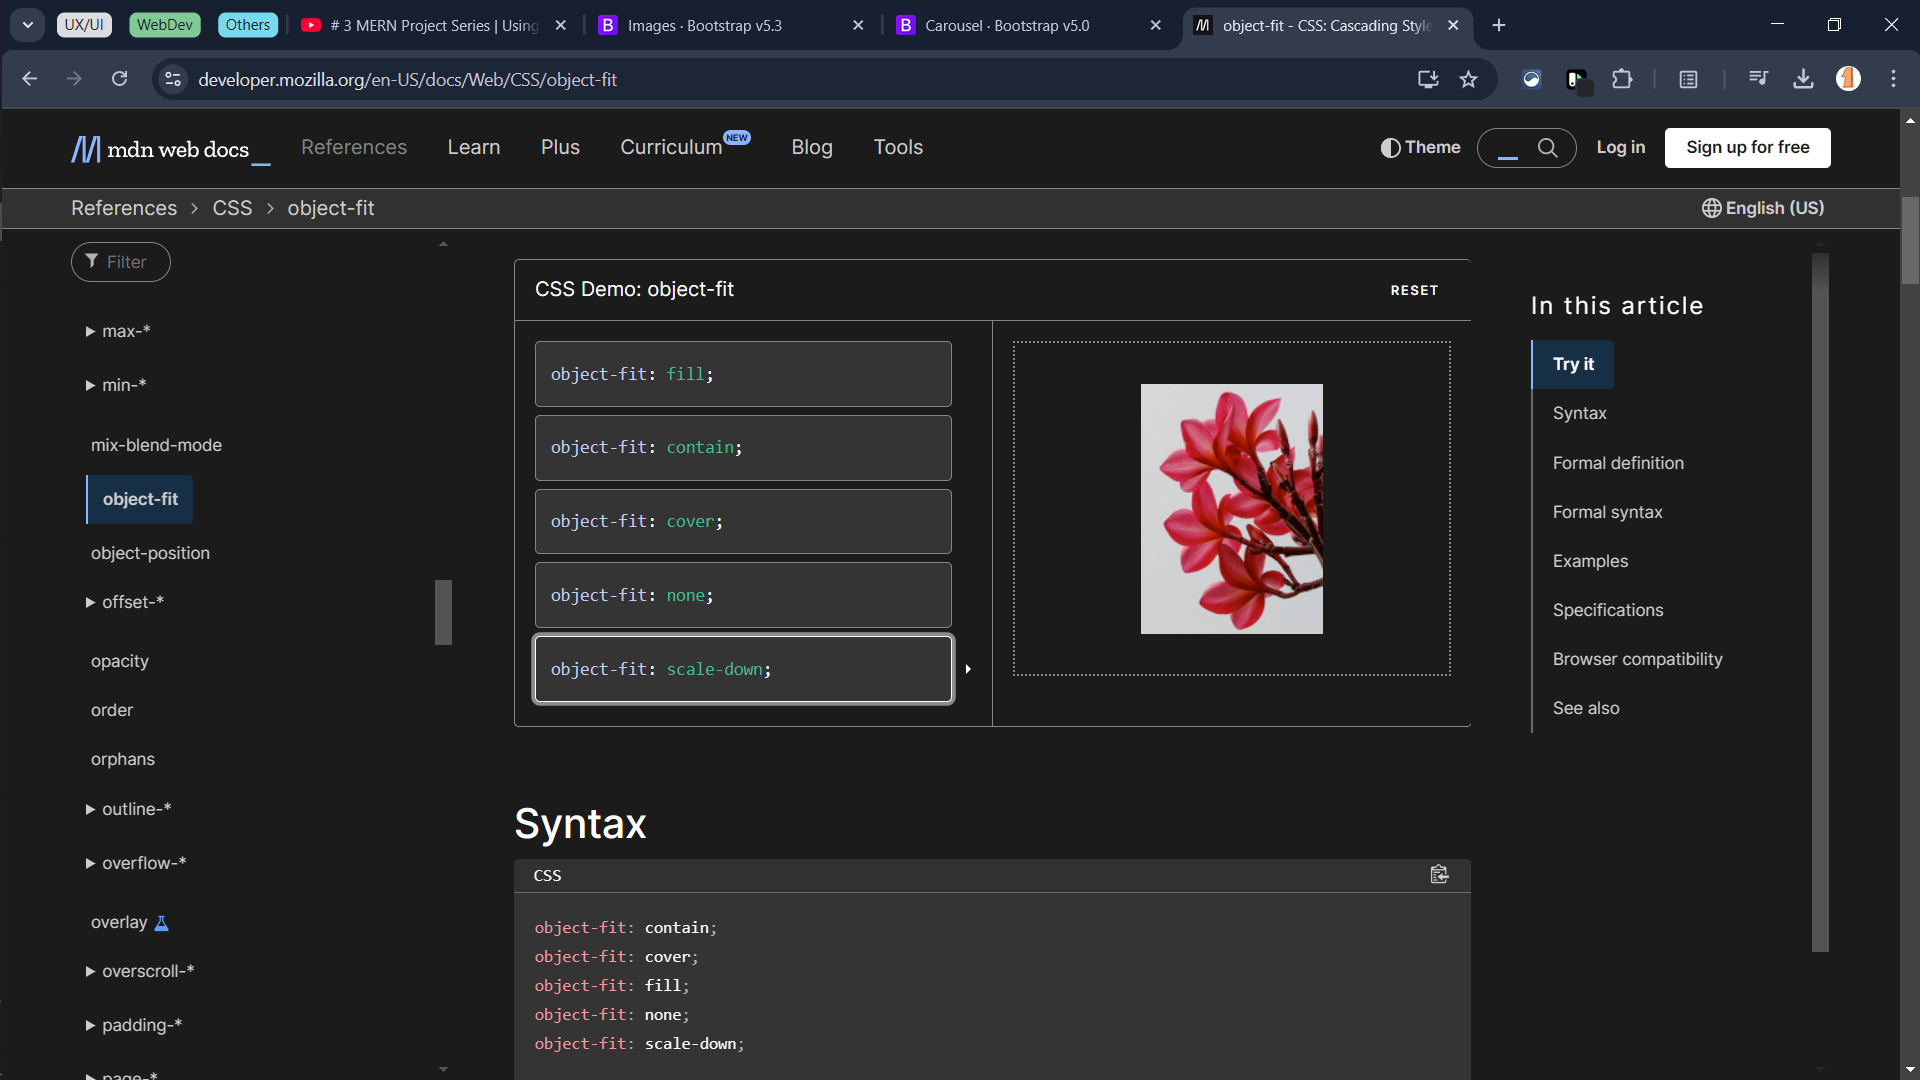 UX/UI
WebDev
Others
# 3 MERN Project Series | Using
Images · Bootstrap v5.3
Carousel · Bootstrap v5.0
object-fit - CSS: Cascading Style
developer.mozilla.org/en-US/docs/Web/CSS/object-fit
mdn web docs_
References
Learn
Plus
Curriculum NEW
Blog
Tools
Theme
Log in
Sign up for free
References > CSS > object-fit
English (US)
Filter
max-*
min-*
mix-blend-mode
object-fit
object-position
offset-*
opacity
order
orphans
outline-*
overflow-*
overlay
overscroll-*
padding-*
page-*
CSS Demo: object-fit
RESET
object-fit: fill;
object-fit: contain;
object-fit: cover;
object-fit: none;
object-fit: scale-down;
Syntax
CSS
object-fit: contain;
object-fit: cover;
object-fit: fill;
object-fit: none;
object-fit: scale-down;
In this article
Try it
Syntax
Formal definition
Formal syntax
Examples
Specifications
Browser compatibility
See also